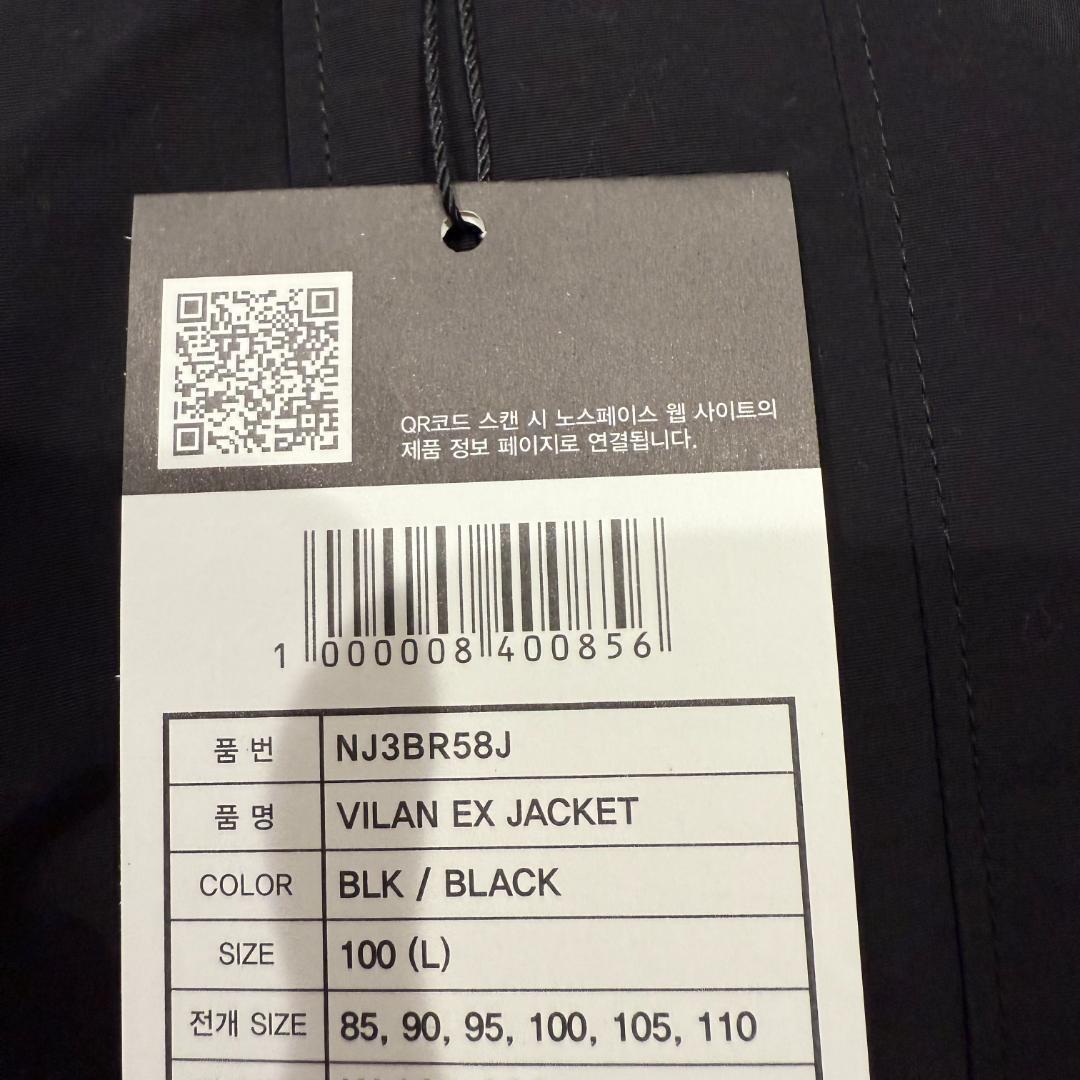 QR코드 스캔 시 노스페이스 웹 사이트의
제품 정보 페이지로 연결됩니다.
1 000008 400856
품 번 NJ3BR58J
품 명 VILAN EX JACKET
COLOR BLK / BLACK
SIZE 100 (L)
전개 SIZE 85, 90, 95, 100, 105, 110